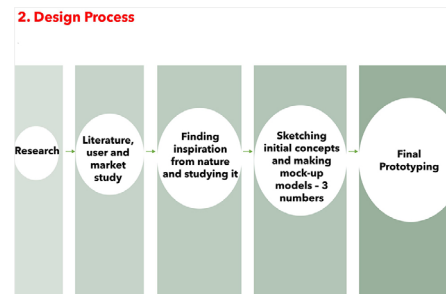 2. Design Process
Research
Literature,
user and
market
study
Finding
inspiration
from nature
and studying it
Sketching
initial concepts
and making
mock-up
models – 3
numbers
Final
Prototyping